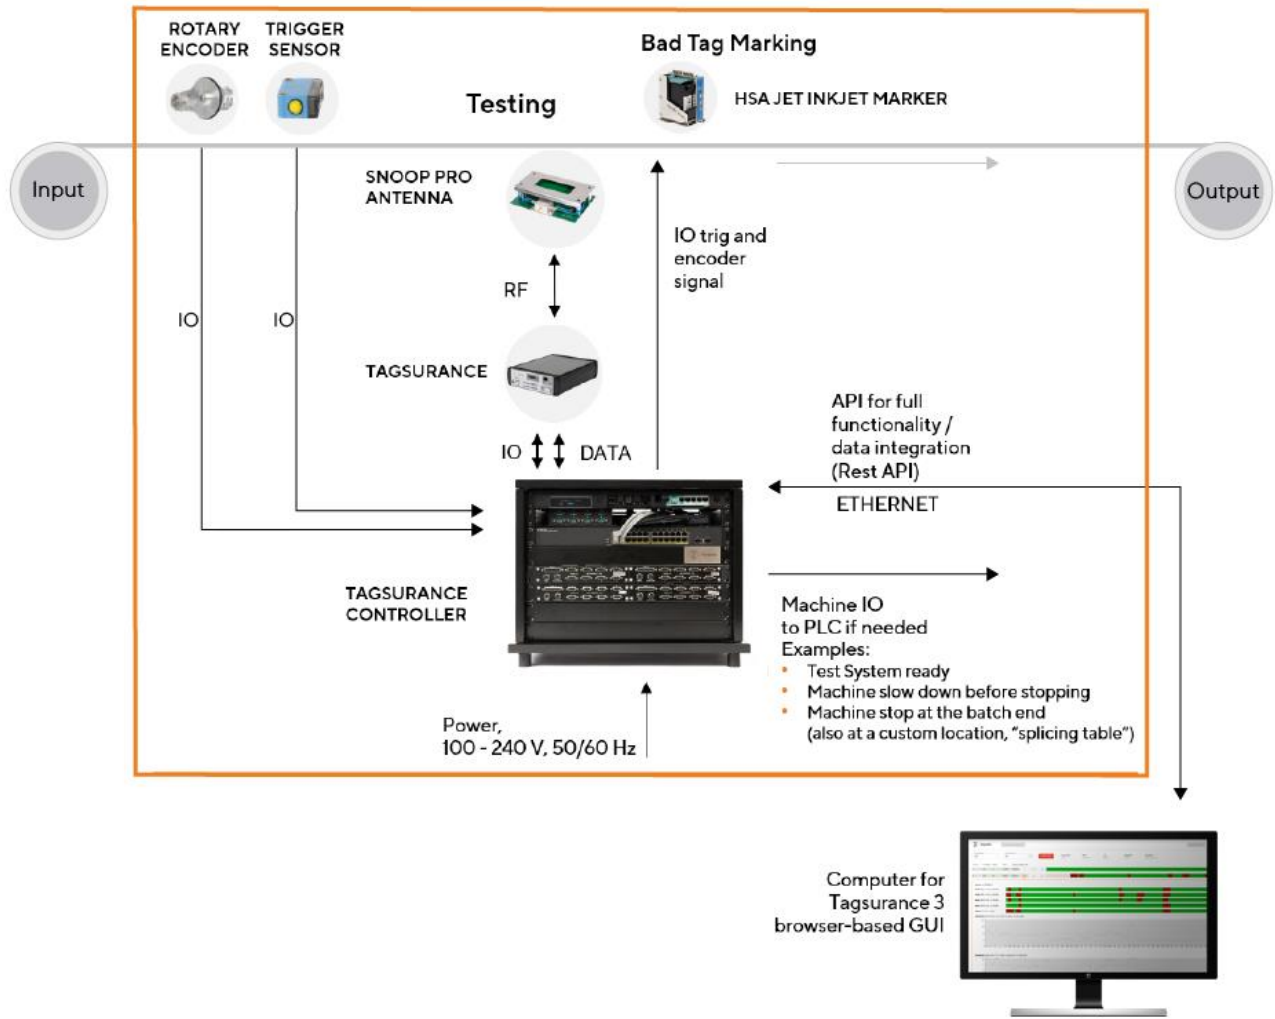 ROTARY
ENCODER
TRIGGER
SENSOR
Bad Tag Marking
HSA JET INKJET MARKER
Testing
Input
Output
SNOOP PRO
ANTENNA
IO trig and
encoder
signal
RF
IO
IO
TAGSURANCE
API for full
functionality /
data integration
(Rest API)
IO
DATA
ETHERNET
TAGSURANCE
CONTROLLER
Machine IO
to PLC if needed
Examples:
• Test System ready
• Machine slow down before stopping
• Machine stop at the batch end
(also at a custom location, “splicing table”)
Power,
100 - 240 V, 50/60 Hz
Computer for
Tagsurance 3
browser-based GUI